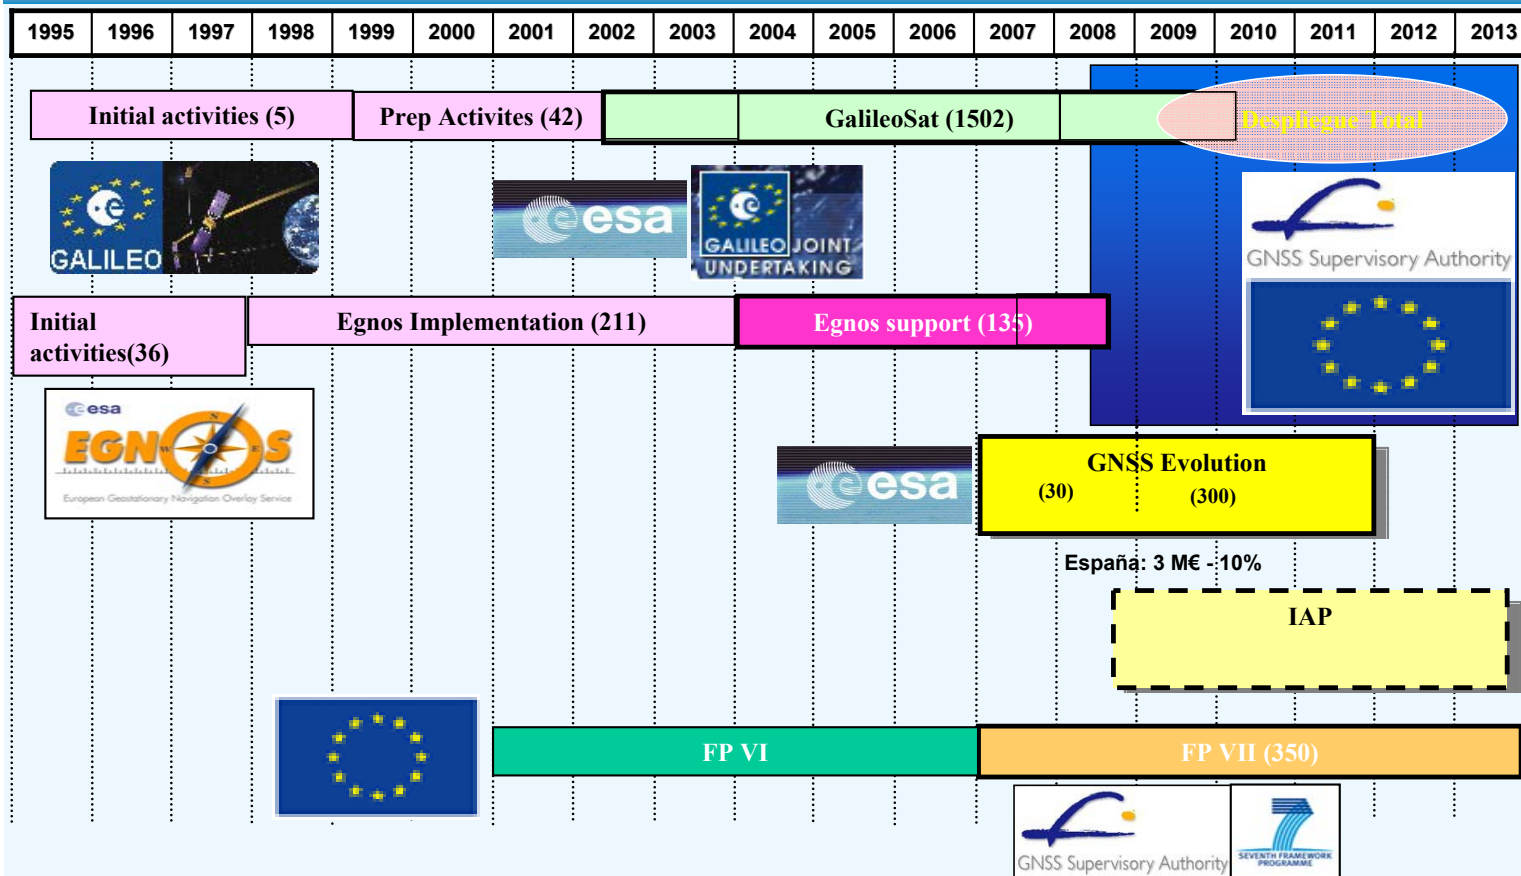 1995 1996 1997 1998 1999 2000 2001 2002 2003 2004 2005 2006 2007 2008 2009 2010 2011 2012 2013
Initial activities (5)
Prep Activites (42)
GalileoSat (1502)
Despliegue Total
GALILEO
esa
GALILEO JOINT
UNDERTAKING
GNSS Supervisory Authority
Initial
activities(36)
Egnos Implementation (211)
Egnos support (135)
esa
EGNOS
N
W
E
S
European Geostationary Navigation Overlay Service
esa
GNSS Evolution
(30)
(300)
España: 3 M€ - 10%
IAP
FP VI
FP VII (350)
GNSS Supervisory Authority
7
SEVENTH FRAMEWORK
PROGRAMME